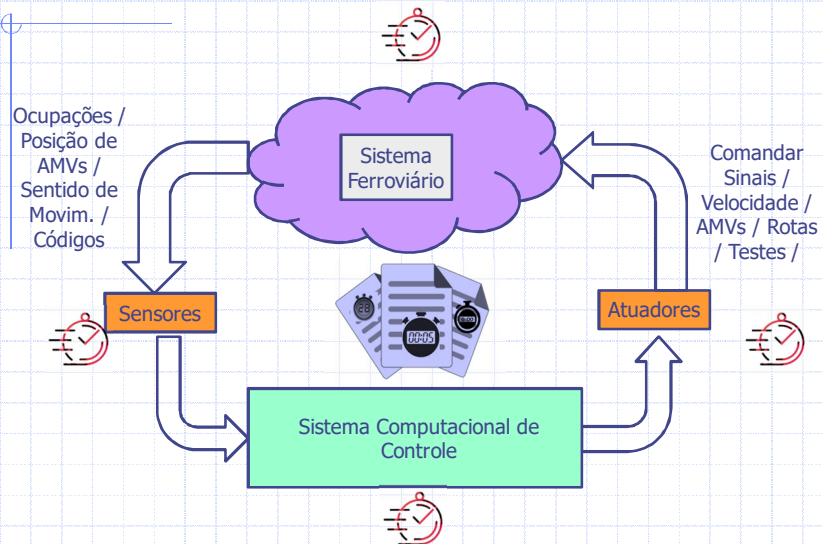 Ocupações /
Posição de
AMVs /
Sentido de
Movim. /
Códigos
Sistema
Ferroviário
Comandar
Sinais /
Velocidade /
AMVs / Rotas
/ Testes /
Sensores
28
00:05
Atuadores
Sistema Computacional de
Controle